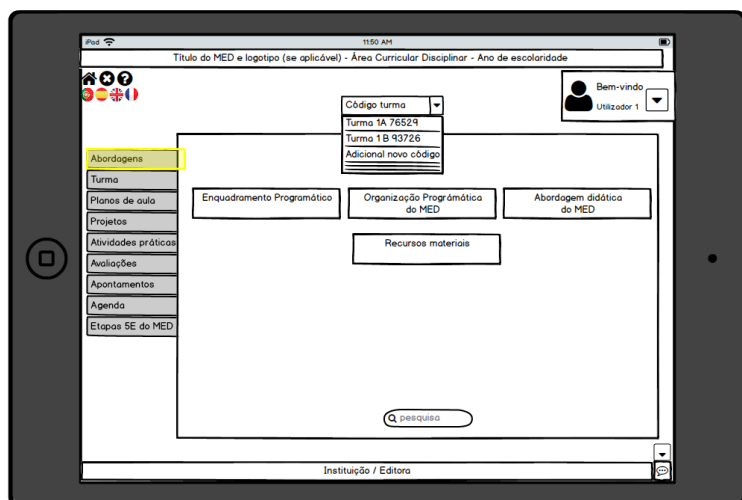 iPod
11:50 AM
Título do MED e logotipo (se aplicável) - Área Curricular Disciplinar - Ano de escolaridade
Bem-vindo
Utilizador 1
Código turma
Turma 1A 76529
Turma 1 B 93726
Adicional novo código
Abordagens
Turma
Planos de aula
Projetos
Atividades práticas
Avaliações
Apontamentos
Agenda
Etapas 5E do MED
Enquadramento Programático
Organização Prográmática
do MED
Abordagem didática
do MED
Recursos materiais
pesquisa
Instituição / Editora